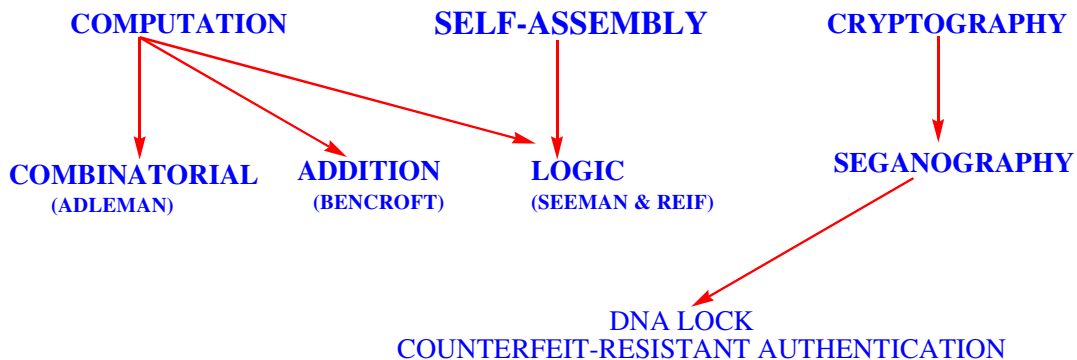 COMPUTATION
SELF-ASSEMBLY
CRYPTOGRAPHY
COMBINATORIAL
(ADLEMAN)
ADDITION
(BENCROFT)
LOGIC
(SEEMAN & REIF)
SEGANOGRAPHY
DNA LOCK
COUNTERFEIT-RESISTANT AUTHENTICATION